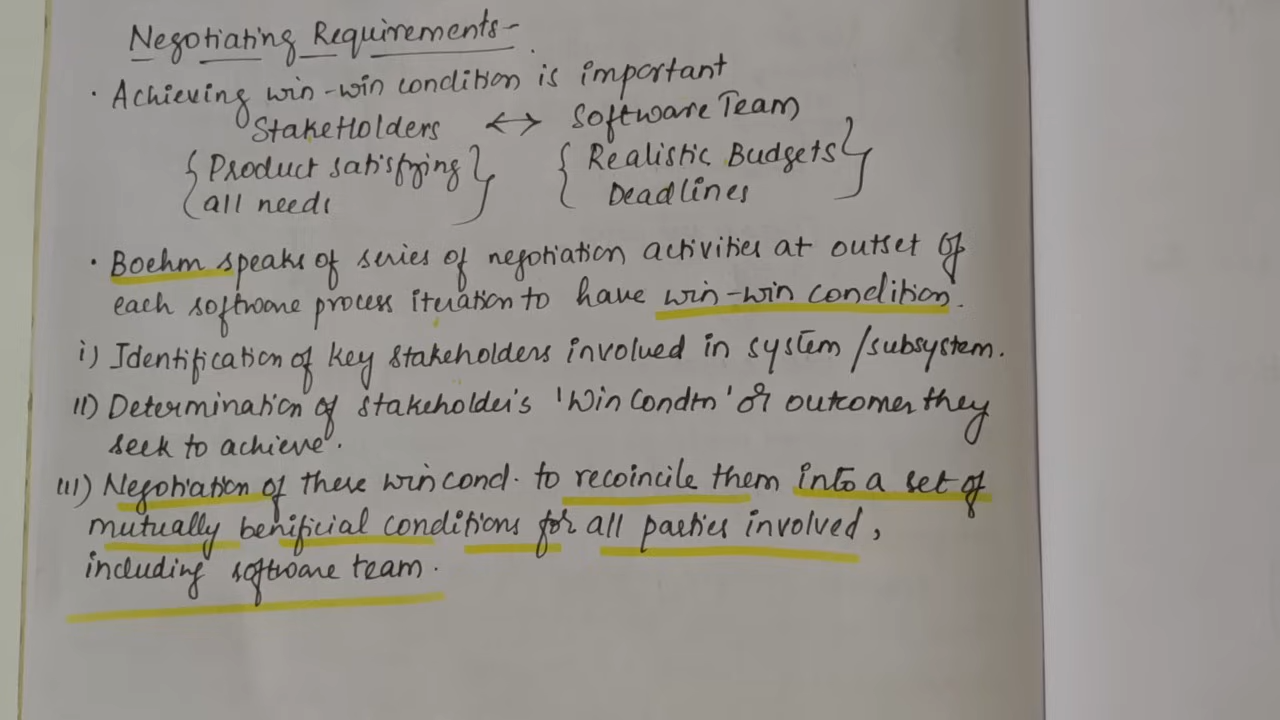 Negotiating Requirements-
· Achieving win-win condition is important
StakeHolders ↔ Software Team
{ Product satisfying } { Realistic Budgets }
all needs Deadlines
· Boehm speaks of series of negotiation activities at outset of
each software process iteration to have win-win condition.
i) Identification of key stakeholders involued in system /subsystem.
II) Determination of stakeholder's 'Win Condtn' or outcomes they
seek to achieve.
III) Negotiation of these win cond. to recoincile them into a set of
mutually benificial conditions for all parties involved,
including software team.